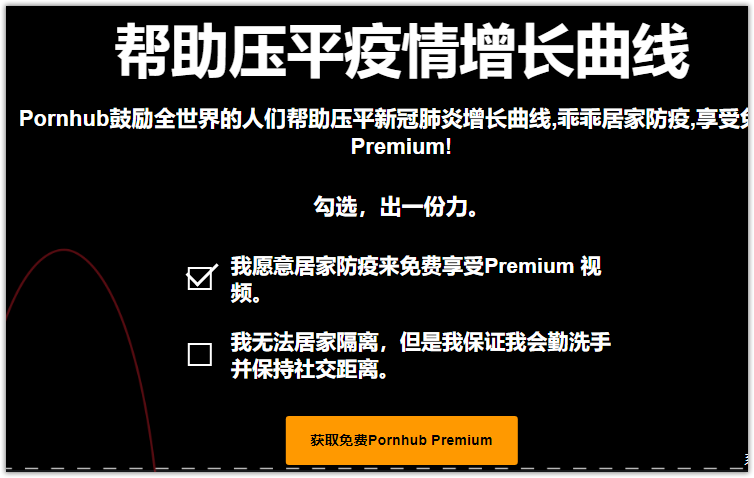 帮助压平疫情增长曲线
Pornhub鼓励全世界的人们帮助压平新冠肺炎增长曲线,乖乖居家防疫,享受
Premium!
勾选，出一份力。
我愿意居家防疫来免费享受Premium 视
频。
我无法居家隔离，但是我保证我会勤洗手
并保持社交距离。
获取免费Pornhub Premium